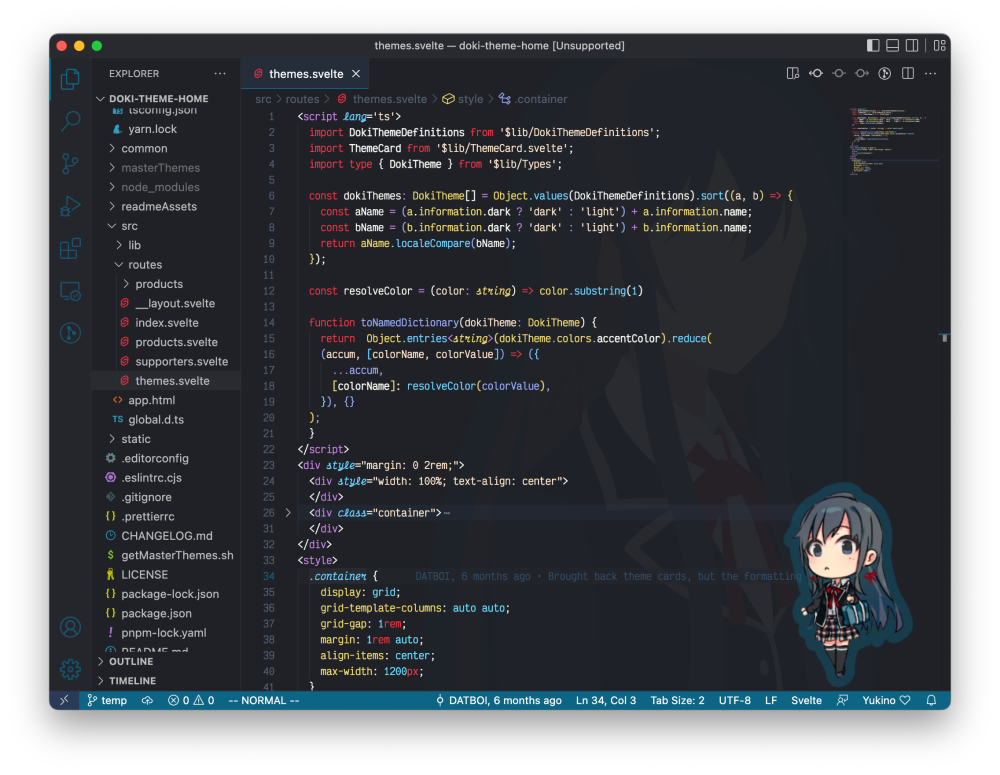 themes.svelte — doki-theme-home [Unsupported]
EXPLORER
DOKI-THEME-HOME
tsconfig.json
yarn.lock
common
masterThemes
node_modules
readmeAssets
src
lib
routes
products
__layout.svelte
index.svelte
products.svelte
supporters.svelte
themes.svelte
app.html
TS global.d.ts
static
.editorconfig
.eslintrc.cjs
.gitignore
{} .prettierrc
CHANGELOG.md
$ getMasterThemes.sh
LICENSE
{} package-lock.json
{} package.json
! pnpm-lock.yaml
README.md
OUTLINE
TIMELINE
themes.svelte
src > routes > themes.svelte > style > .container
1 <script lang='ts'>
2 import DokiThemeDefinitions from '$lib/DokiThemeDefinitions';
3 import ThemeCard from '$lib/ThemeCard.svelte';
4 import type { DokiTheme } from '$lib/Types';
5
6 const dokiThemes: DokiTheme[] = Object.values(DokiThemeDefinitions).sort((a, b) => {
7 const aName = (a.information.dark ? 'dark' : 'light') + a.information.name;
8 const bName = (b.information.dark ? 'dark' : 'light') + b.information.name;
9 return aName.localeCompare(bName);
10 });
11
12 const resolveColor = (color: string) => color.substring(1)
13
14 function toNamedDictionary(dokiTheme: DokiTheme) {
15 return Object.entries<string>(dokiTheme.colors.accentColor).reduce(
16 (accum, [colorName, colorValue]) => ({
17 ...accum,
18 [colorName]: resolveColor(colorValue),
19 }), {}
20 );
21 }
22 </script>
23 <div style="margin: 0 2rem;">
24 <div style="width: 100%; text-align: center">
25 </div>
26 <div class="container">⋯
31 </div>
32 </div>
33 <style>
34 .container { DATBOI, 6 months ago • Brought back theme cards, but the formatting
35 display: grid;
36 grid-template-columns: auto auto;
37 grid-gap: 1rem;
38 margin: 1rem auto;
39 align-items: center;
40 max-width: 1200px;
41 }
temp 0 0 -- NORMAL -- DATBOI, 6 months ago Ln 34, Col 3 Tab Size: 2 UTF-8 LF Svelte Yukino ♡